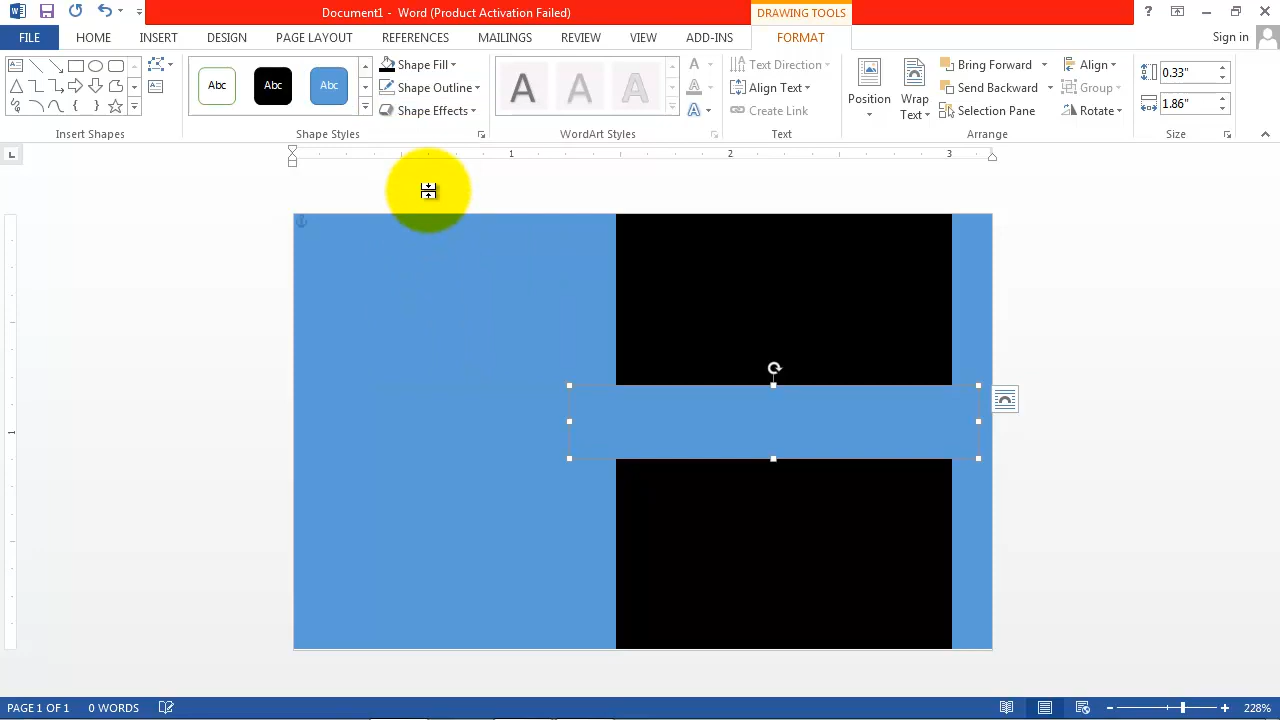 Document1 - Word (Product Activation Failed)
DRAWING TOOLS
?
FILE HOME INSERT DESIGN PAGE LAYOUT REFERENCES MAILINGS REVIEW VIEW ADD-INS FORMAT Sign in
Abc Abc Abc
Shape Fill
Shape Outline
Shape Effects
A A A
A
A
A
Text Direction
Align Text
Create Link
Position
Wrap
Text
Bring Forward
Send Backward
Selection Pane
Align
Group
Rotate
0.33"
1.86"
Insert Shapes Shape Styles WordArt Styles Text Arrange Size
L
1 2 3
1
PAGE 1 OF 1 0 WORDS 228%